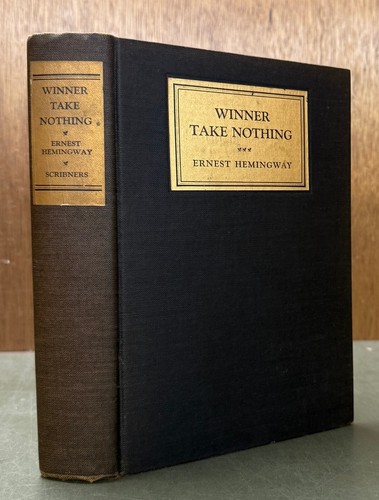 WINNER
TAKE
NOTHING
ERNEST
HEMINGWAY
SCRIBNERS
WINNER
TAKE NOTHING
ERNEST HEMINGWAY